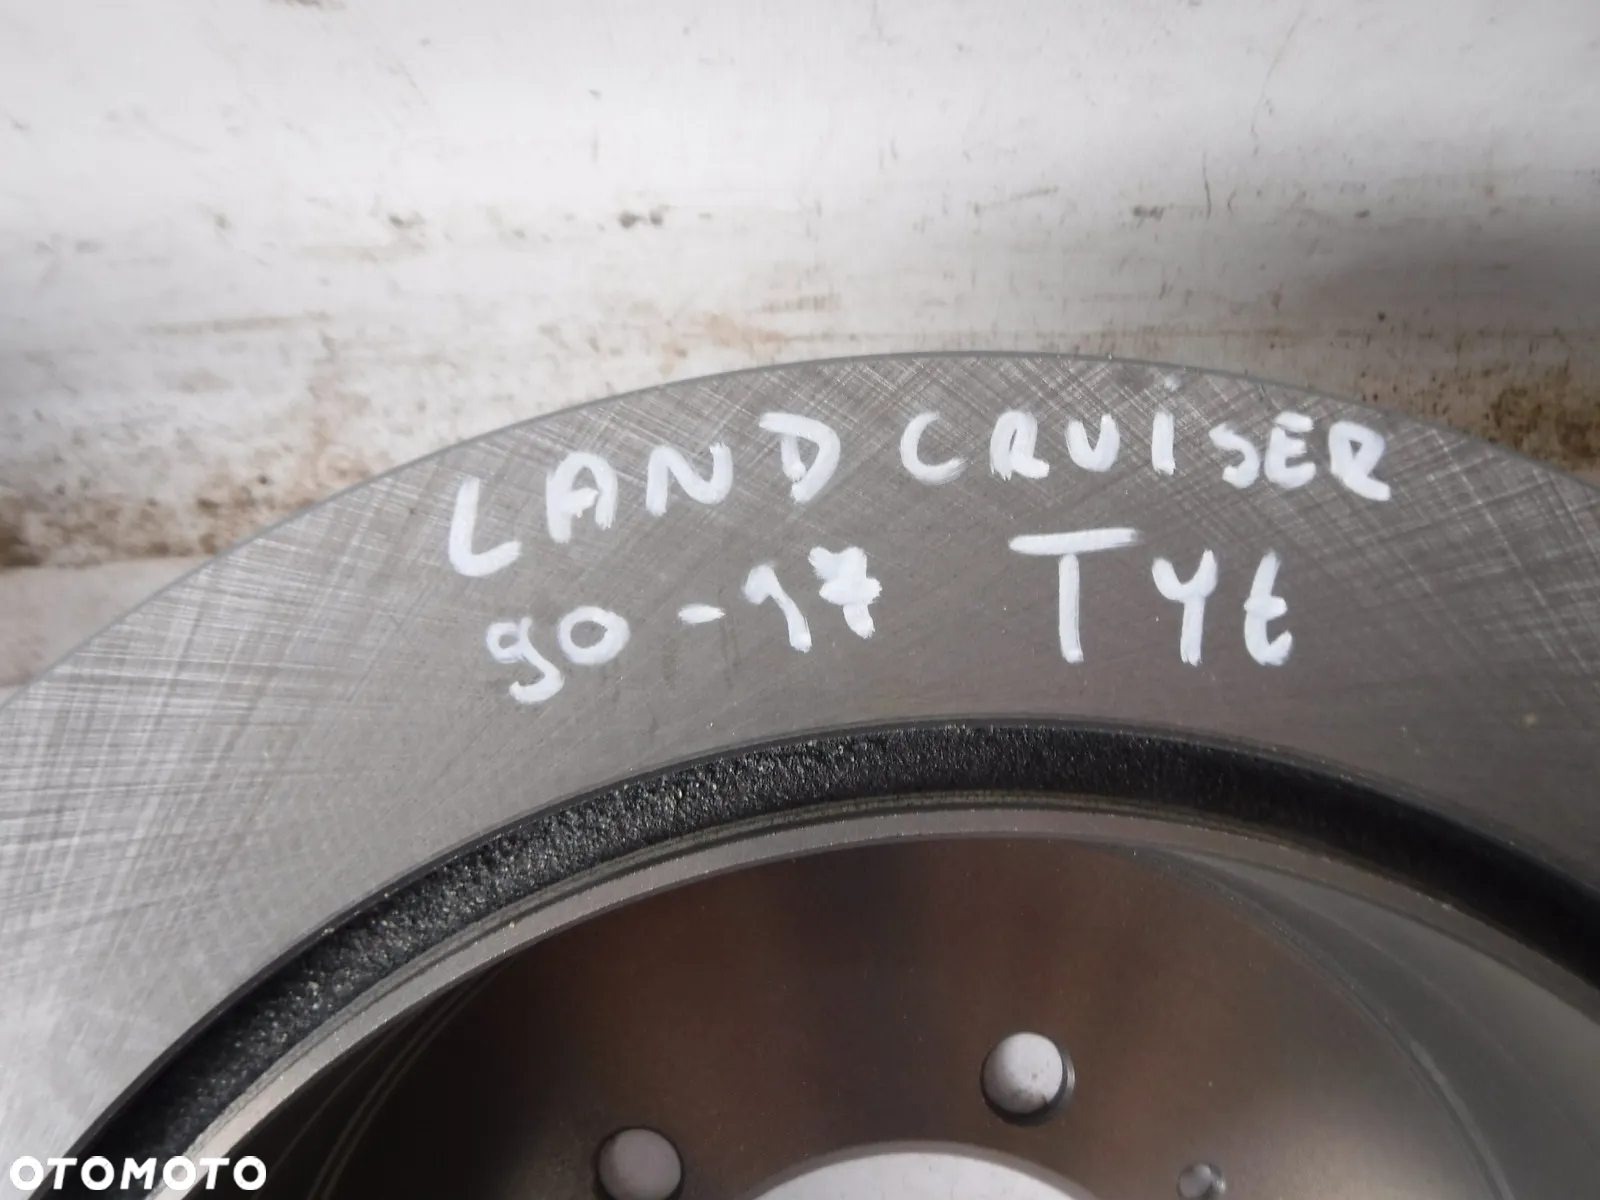 LAND CRUISER
90-17 TYŁ
OTOMOTO